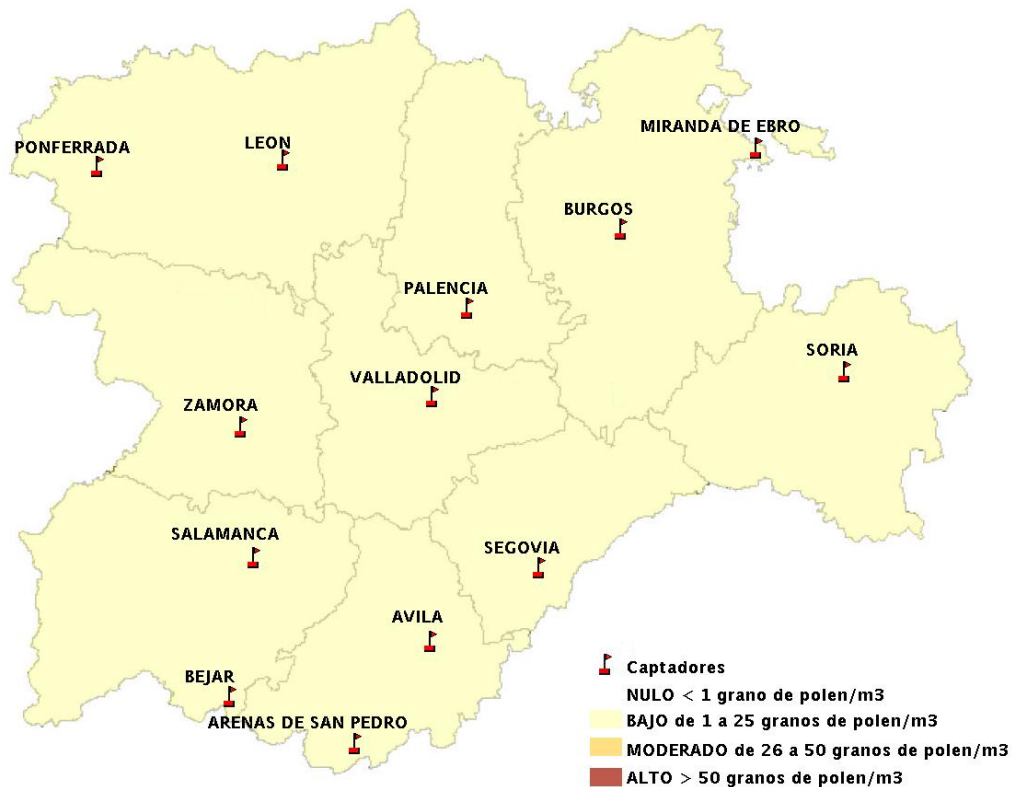 MIRANDA DE EBRO
PONFERRADA
LEON
BURGOS
PALENCIA
SORIA
VALLADOLID
ZAMORA
SALAMANCA
SEGOVIA
AVILA
BEJAR
ARENAS DE SAN PEDRO
Captadores
NULO < 1 grano de polen/m3
BAJO de 1 a 25 granos de polen/m3
MODERADO de 26 a 50 granos de polen/m3
ALTO > 50 granos de polen/m3